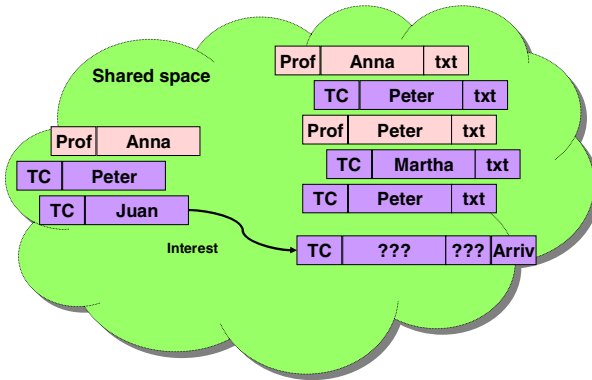 Prof Anna txt
Shared space
TC Peter txt
Prof Peter txt
Prof Anna
TC Martha txt
TC Peter
TC Peter txt
TC Juan
Interest
TC ??? ??? Arriv